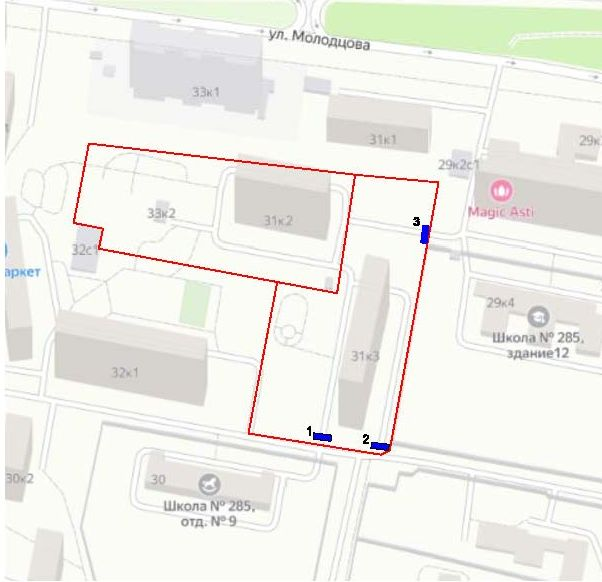 ул. Молодцова
33к1
31к1
29к
29к2с1
Magic Asti
33к2
31к2
3
32с1
аркет
29к4
Школа № 285,
здание12
31к3
32к1
1
2
30к2
30
Школа № 285,
отд. № 9